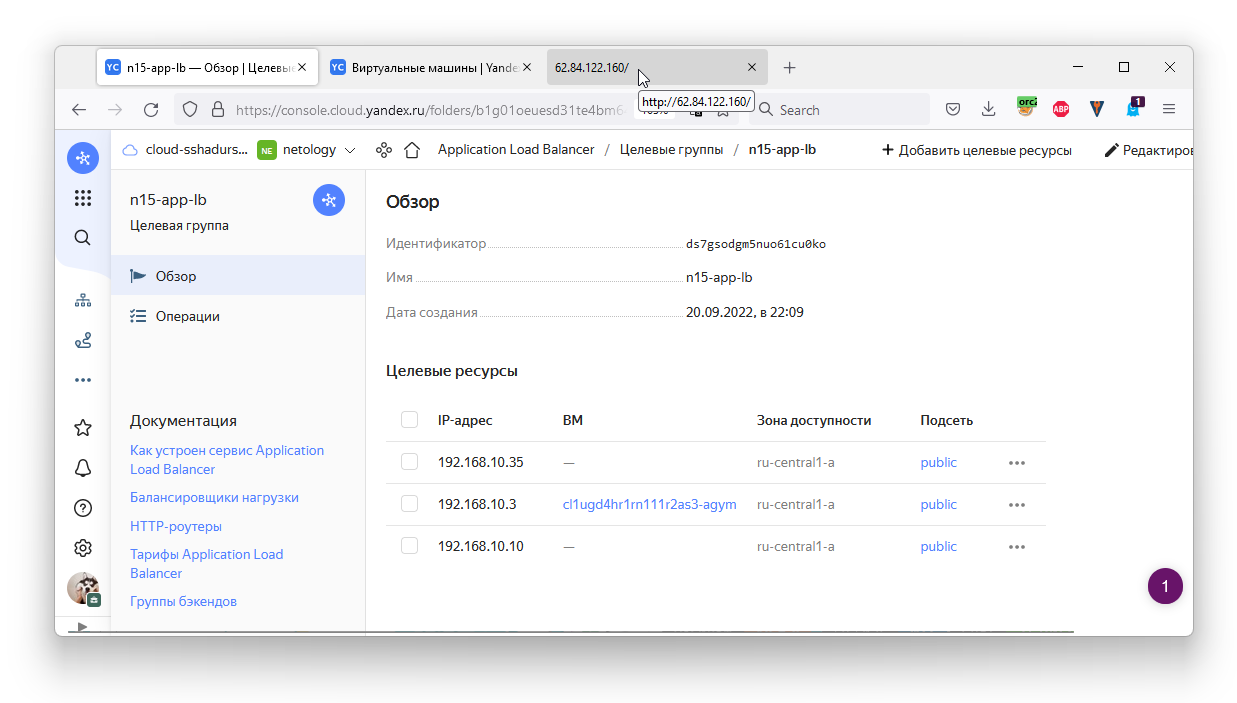 n15-app-lb — Обзор | Целевые
Виртуальные машины | Yande
62.84.122.160/
https://console.cloud.yandex.ru/folders/b1g01oeuesd31te4bm6
http://62.84.122.160/
Search
orc2
ABP
1
cloud-sshadurs...
NE netology
Application Load Balancer / Целевые группы / n15-app-lb
Добавить целевые ресурсы
Редактиров
n15-app-lb
Целевая группа
Обзор
Операции
Документация
Как устроен сервис Application
Load Balancer
Балансировщики нагрузки
HTTP-роутеры
Тарифы Application Load
Balancer
Группы бэкендов
Обзор
Идентификатор ds7gsodgm5nuo61cu0ko
Имя n15-app-lb
Дата создания 20.09.2022, в 22:09
Целевые ресурсы
IP-адрес ВМ Зона доступности Подсеть
192.168.10.35 — ru-central1-a public
192.168.10.3 cl1ugd4hr1rn111r2as3-agym ru-central1-a public
192.168.10.10 — ru-central1-a public
1